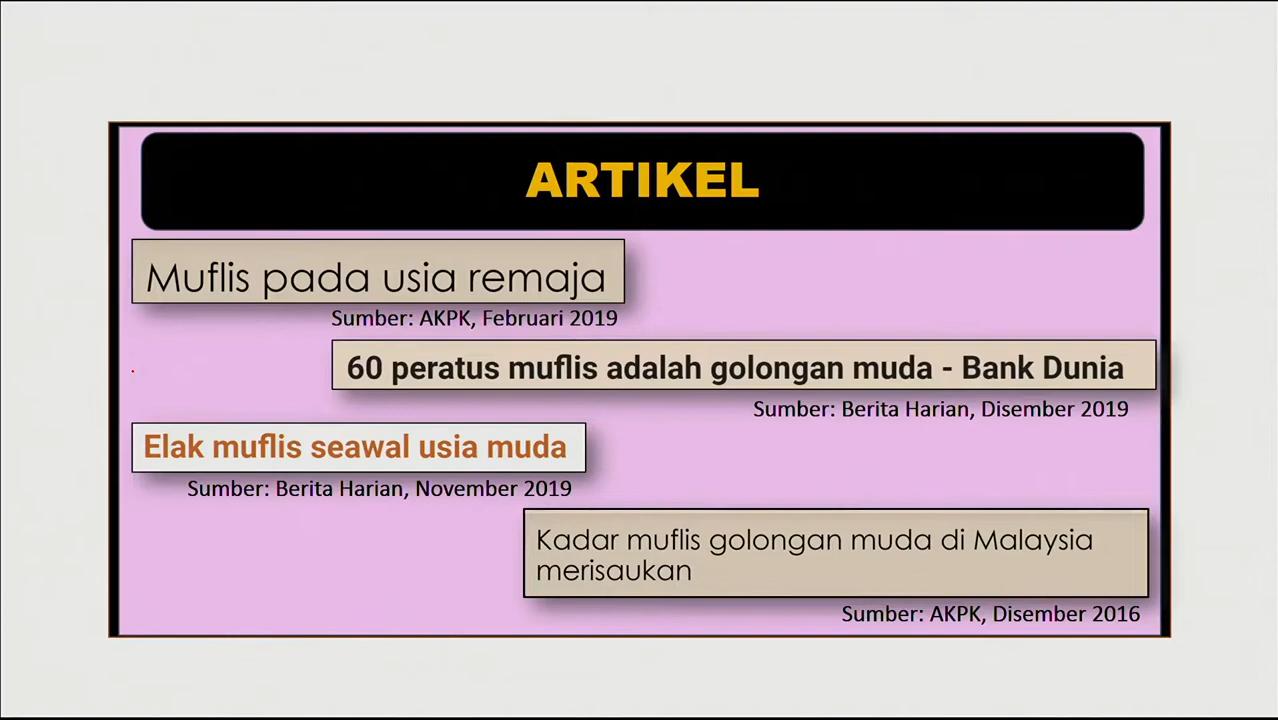 ARTIKEL
Muflis pada usia remaja
Sumber: AKPK, Februari 2019
60 peratus muflis adalah golongan muda - Bank Dunia
Sumber: Berita Harian, Disember 2019
Elak muflis seawal usia muda
Sumber: Berita Harian, November 2019
Kadar muflis golongan muda di Malaysia
merisaukan
Sumber: AKPK, Disember 2016